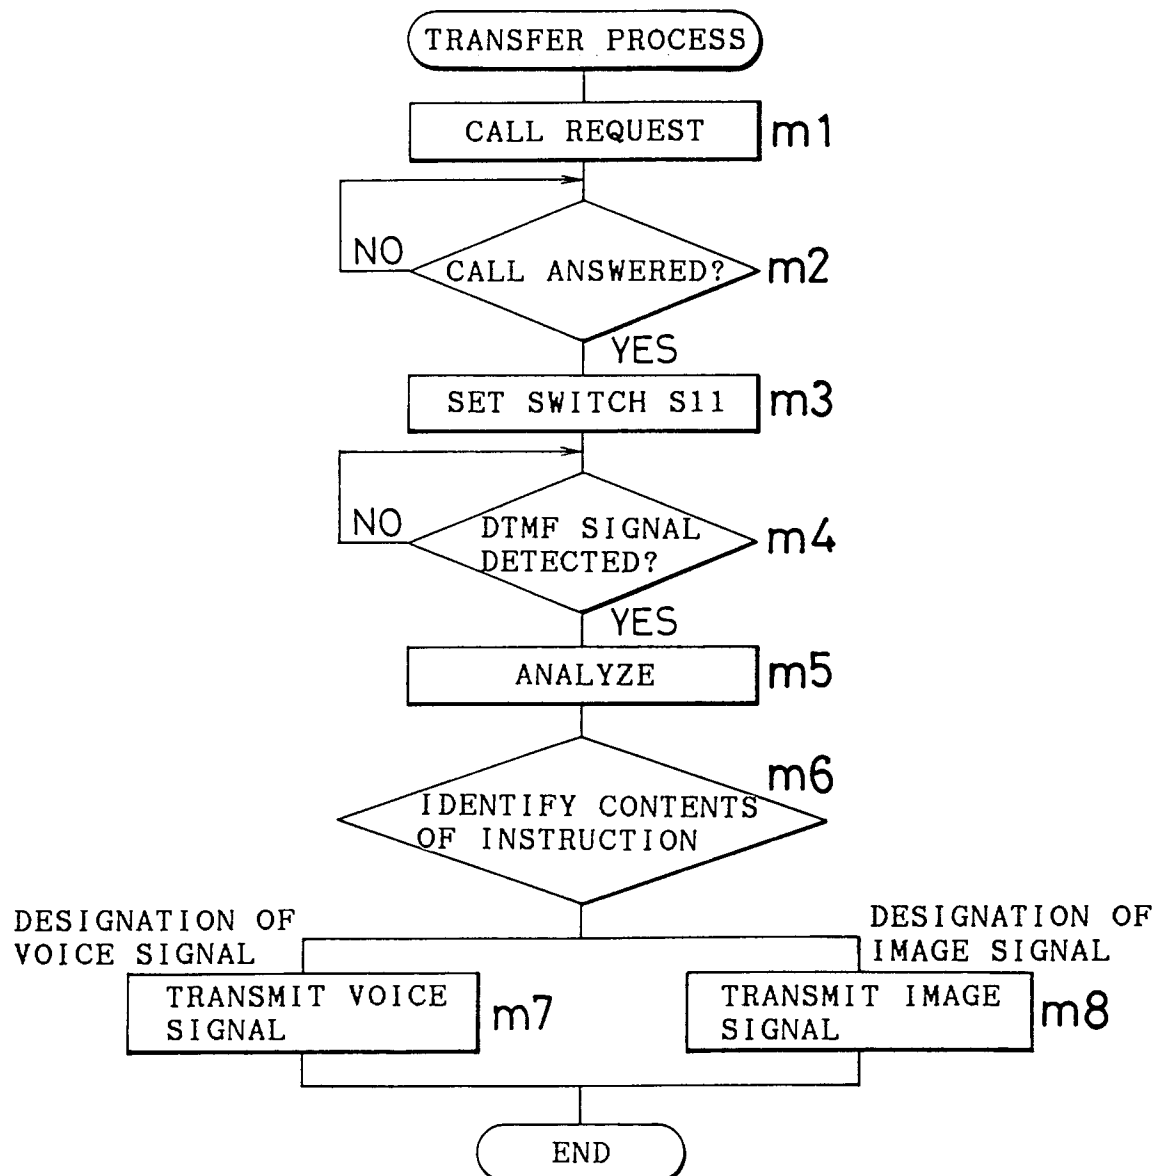 TRANSFER PROCESS
CALL REQUEST
m1
NO
CALL ANSWERED?
m2
YES
SET SWITCH S11
m3
NO
DTMF SIGNAL
DETECTED?
m4
YES
ANALYZE
m5
m6
IDENTIFY CONTENTS
OF INSTRUCTION
DESIGNATION OF
VOICE SIGNAL
DESIGNATION OF
IMAGE SIGNAL
TRANSMIT VOICE
SIGNAL
m7
TRANSMIT IMAGE
SIGNAL
m8
END